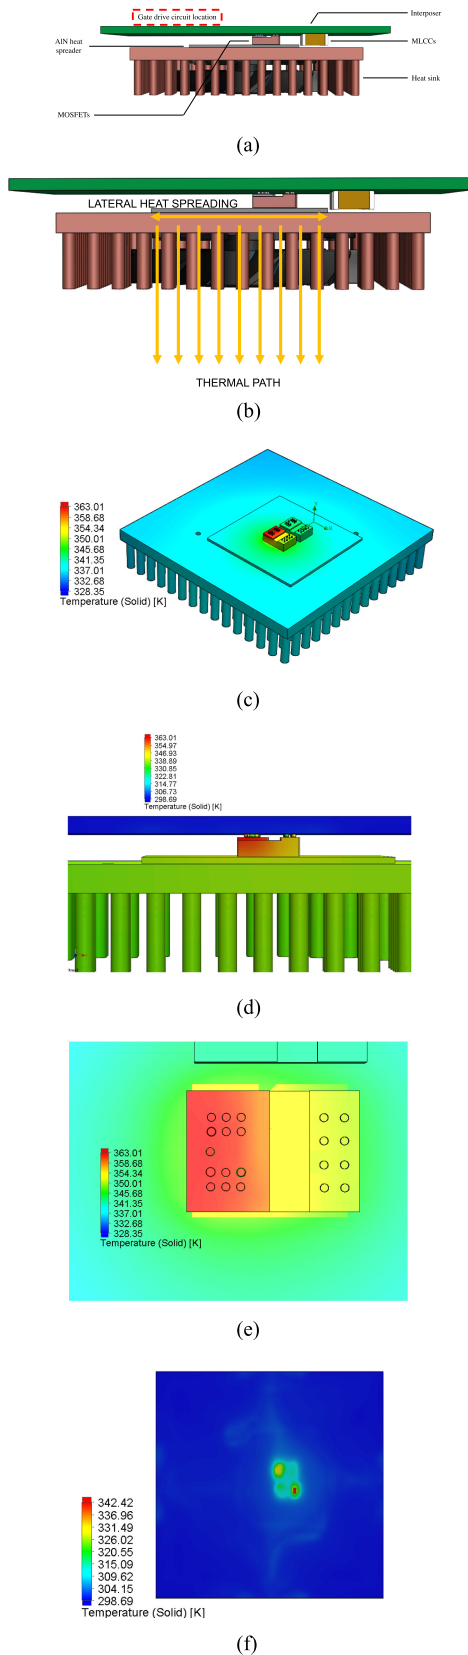 Gate drive circuit location
Interposer
AlN heat
spreader
MLCCs
Heat sink
MOSFETs
(a)
LATERAL HEAT SPREADING
THERMAL PATH
(b)
363.01
358.68
354.34
350.01
345.68
341.35
337.01
332.68
328.35
Temperature (Solid) [K]
(c)
363.01
354.97
346.93
338.89
330.85
322.81
314.77
306.73
298.69
Temperature (Solid) [K]
(d)
363.01
358.68
354.34
350.01
345.68
341.35
337.01
332.68
328.35
Temperature (Solid) [K]
(e)
342.42
336.96
331.49
326.02
320.55
315.09
309.62
304.15
298.69
Temperature (Solid) [K]
(f)